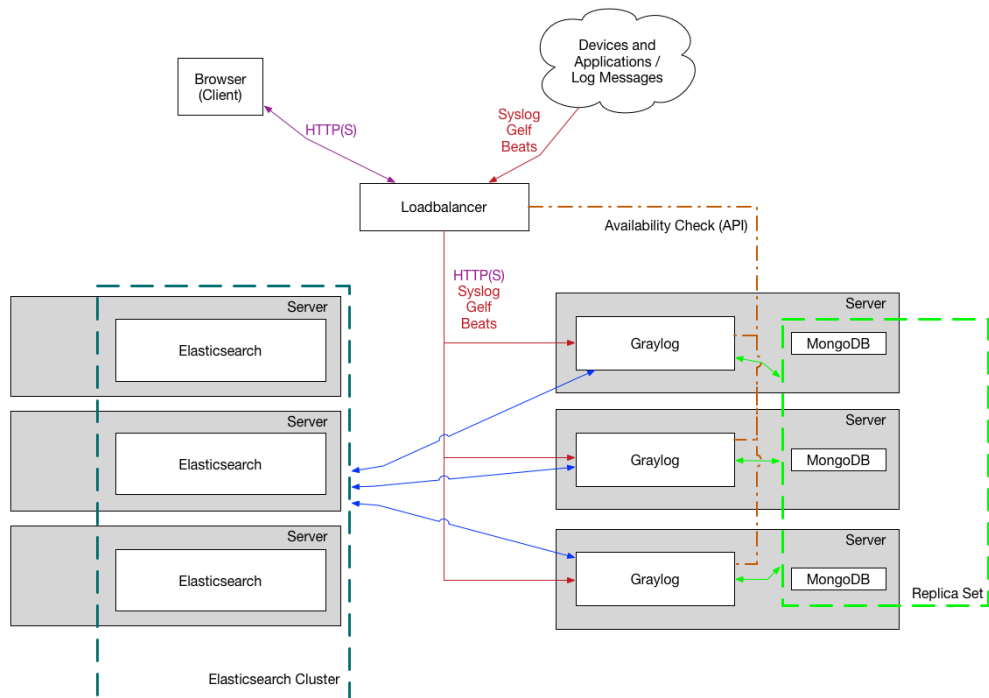 Devices and
Applications /
Log Messages
Browser
(Client)
HTTP(S)
Syslog
Gelf
Beats
Loadbalancer
Availability Check (API)
HTTP(S)
Syslog
Gelf
Beats
Server
Elasticsearch
Server
Elasticsearch
Server
Elasticsearch
Elasticsearch Cluster
Server
Graylog
MongoDB
Server
Graylog
MongoDB
Server
Graylog
MongoDB
Replica Set